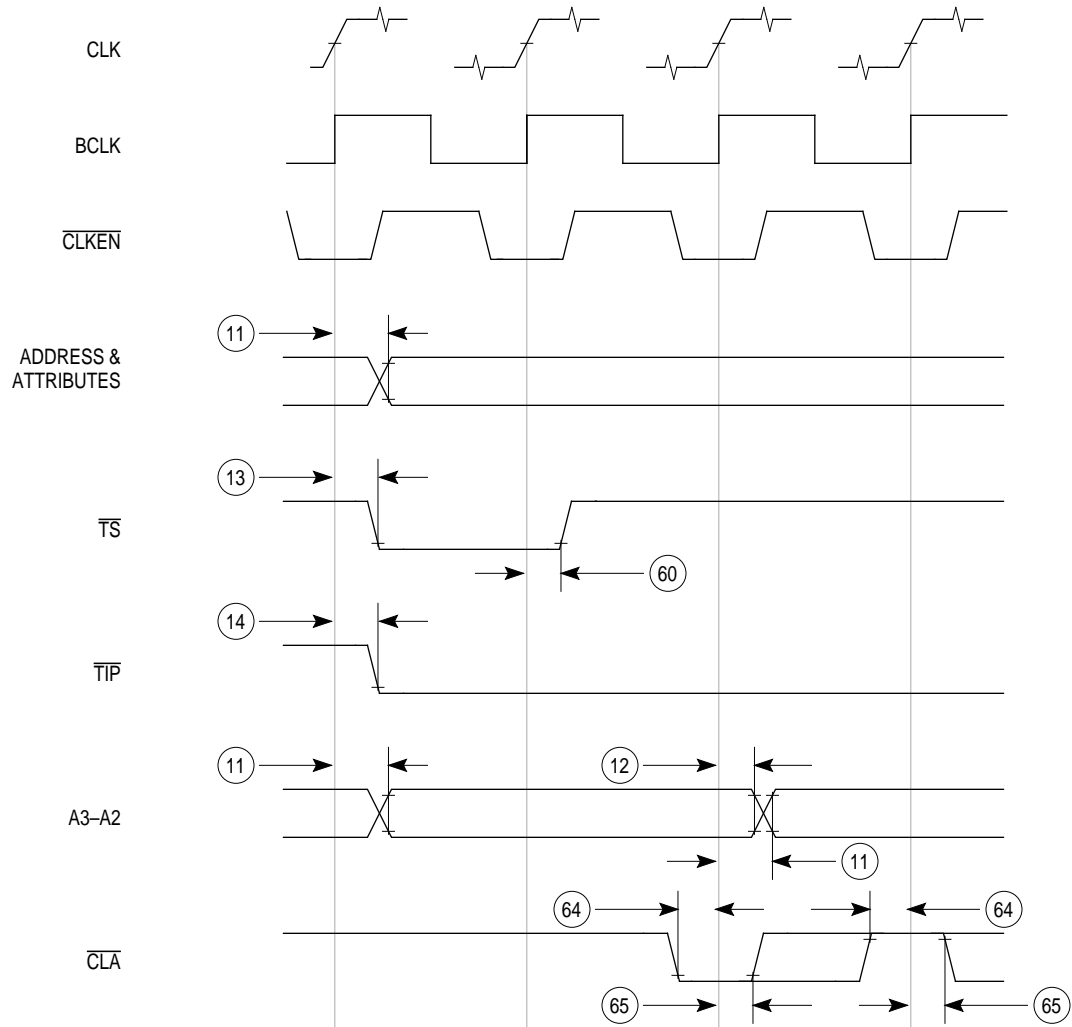 CLK
BCLK
CLKEN
11
ADDRESS &
ATTRIBUTES
13
TS
60
14
TIP
11
12
A3–A2
11
64
64
CLA
65
65